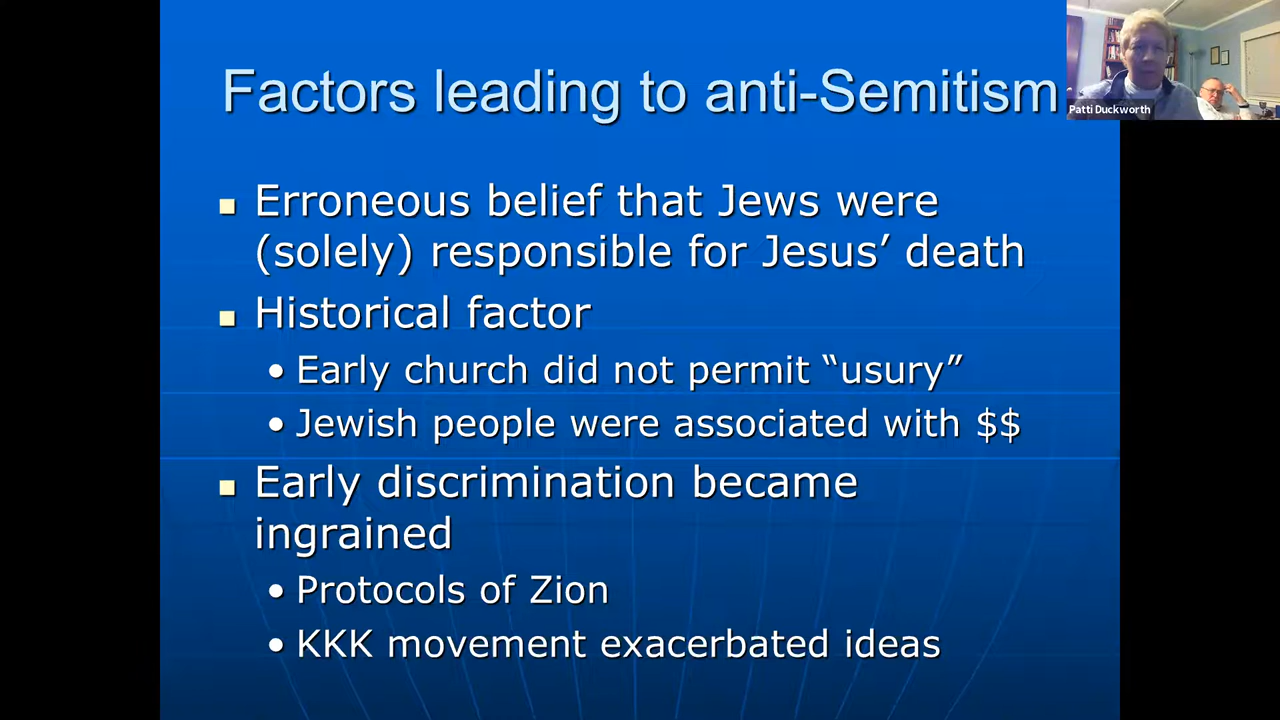 Factors leading to anti-Semitism
Patti Duckworth
Erroneous belief that Jews were
(solely) responsible for Jesus’ death
Historical factor
• Early church did not permit “usury”
• Jewish people were associated with $$
Early discrimination became
ingrained
• Protocols of Zion
• KKK movement exacerbated ideas